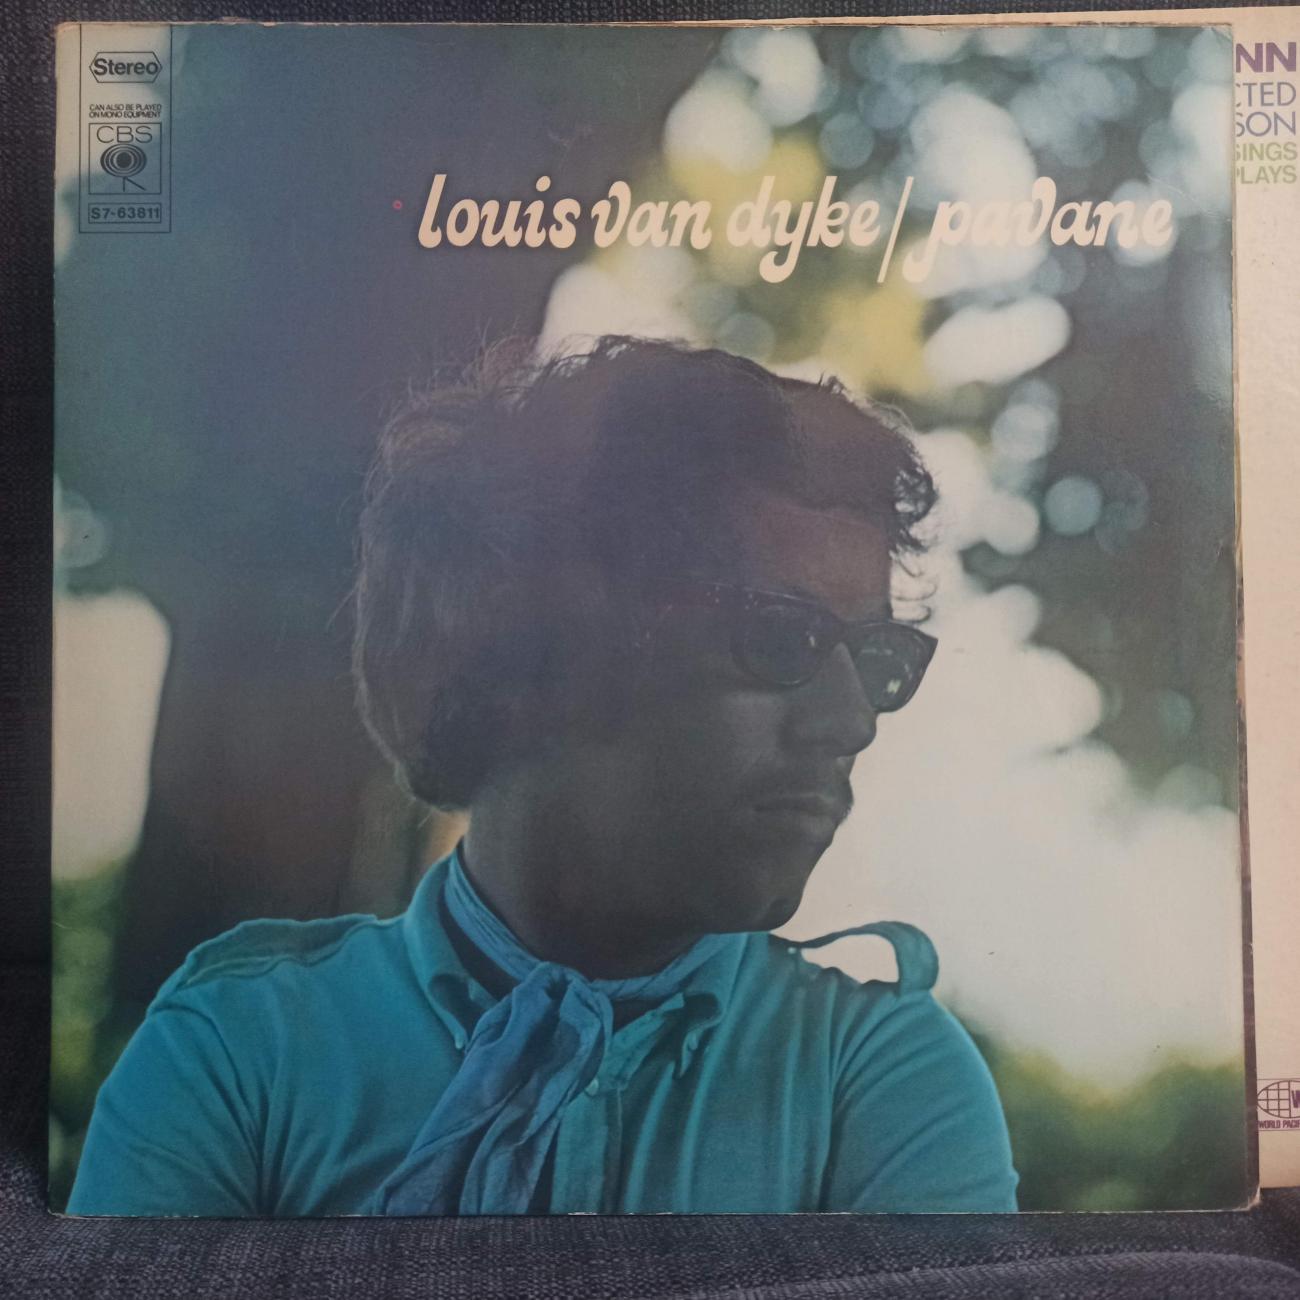 Stereo
CAN ALSO BE PLAYED
ON MONO EQUIPMENT
CBS
S7-63811
louis van dyke / pavane
NN
CTED
SON
SINGS
PLAYS
W
WORLD PACIF